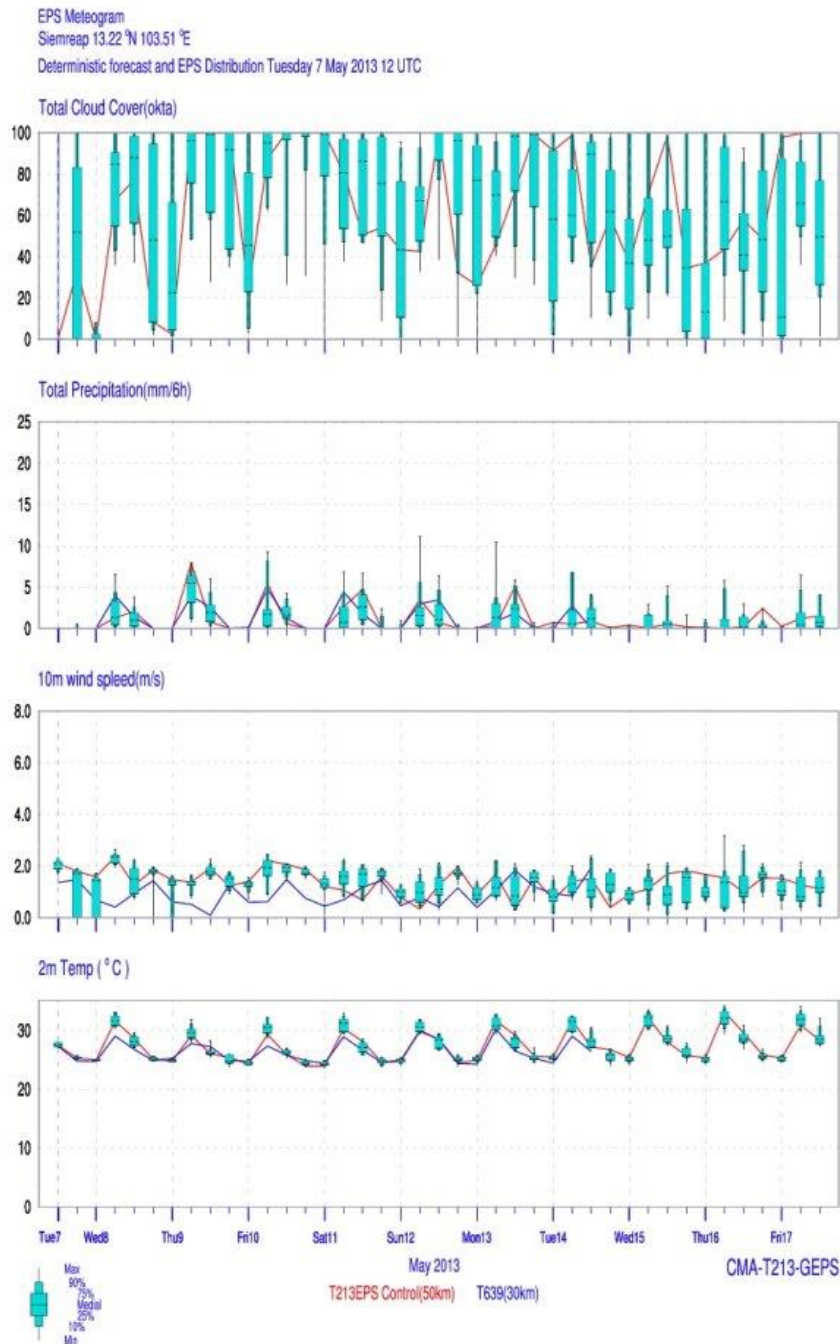 EPS Meteogram
Siemreap 13.22 °N 103.51 °E
Deterministic forecast and EPS Distribution Tuesday 7 May 2013 12 UTC
Total Cloud Cover(okta)
100
80
60
40
20
0
Total Precipitation(mm/6h)
25
20
15
10
5
0
10m wind spleed(m/s)
8.0
6.0
4.0
2.0
0.0
2m Temp ( °C )
30
20
10
0
Tue7 Wed8 Thu9 Fri10 Sat11 Sun12 Mon13 Tue14 Wed15 Thu16 Fri17
May 2013
CMA-T213-GEPS
T213EPS Control(50km) T639(30km)
Max
90%
75%
Medial
25%
10%
Min